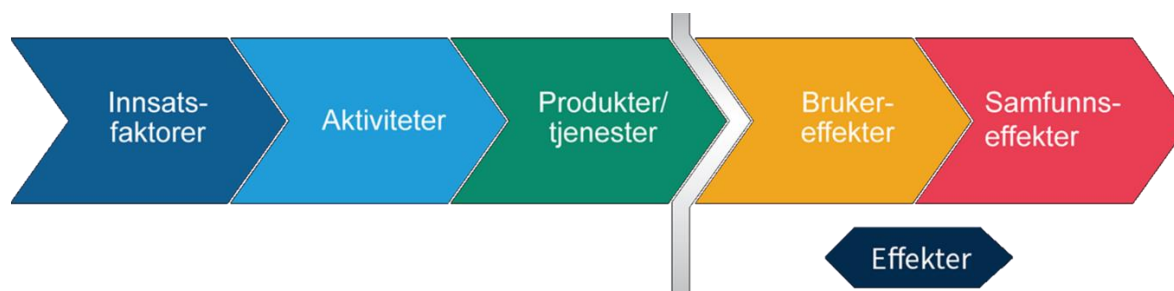 Innsats-
faktorer
Aktiviteter
Produkter/
tjenester
Bruker-
effekter
Samfunns-
effekter
Effekter